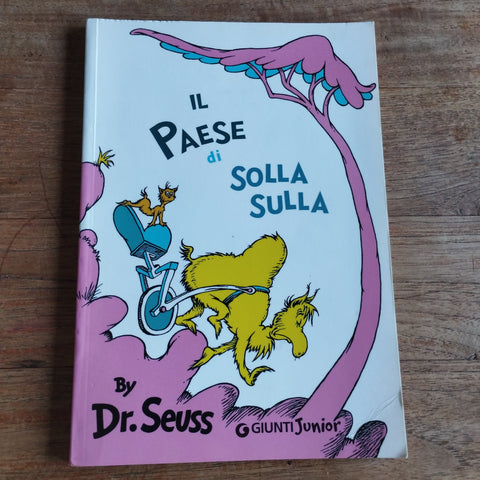 IL
PAESE
di
SOLLA
SULLA
By
Dr. Seuss
G GIUNTI Junior